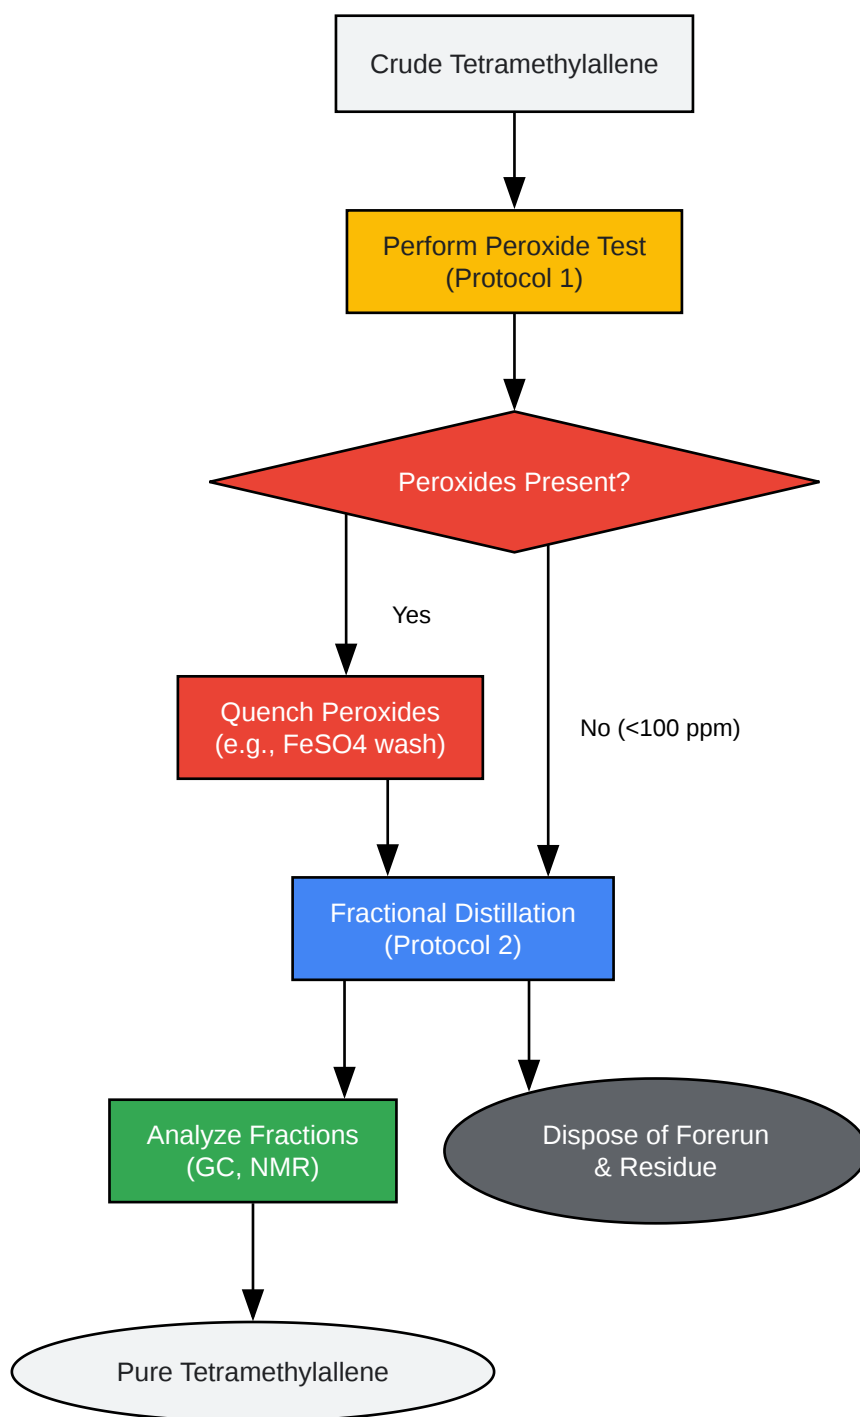 Crude Tetramethylallene
Perform Peroxide Test
(Protocol 1)
Peroxides Present?
Yes
Quench Peroxides
(e.g., FeSO4 wash)
No (<100 ppm)
Fractional Distillation
(Protocol 2)
Analyze Fractions
(GC, NMR)
Dispose of Forerun
& Residue
Pure Tetramethylallene